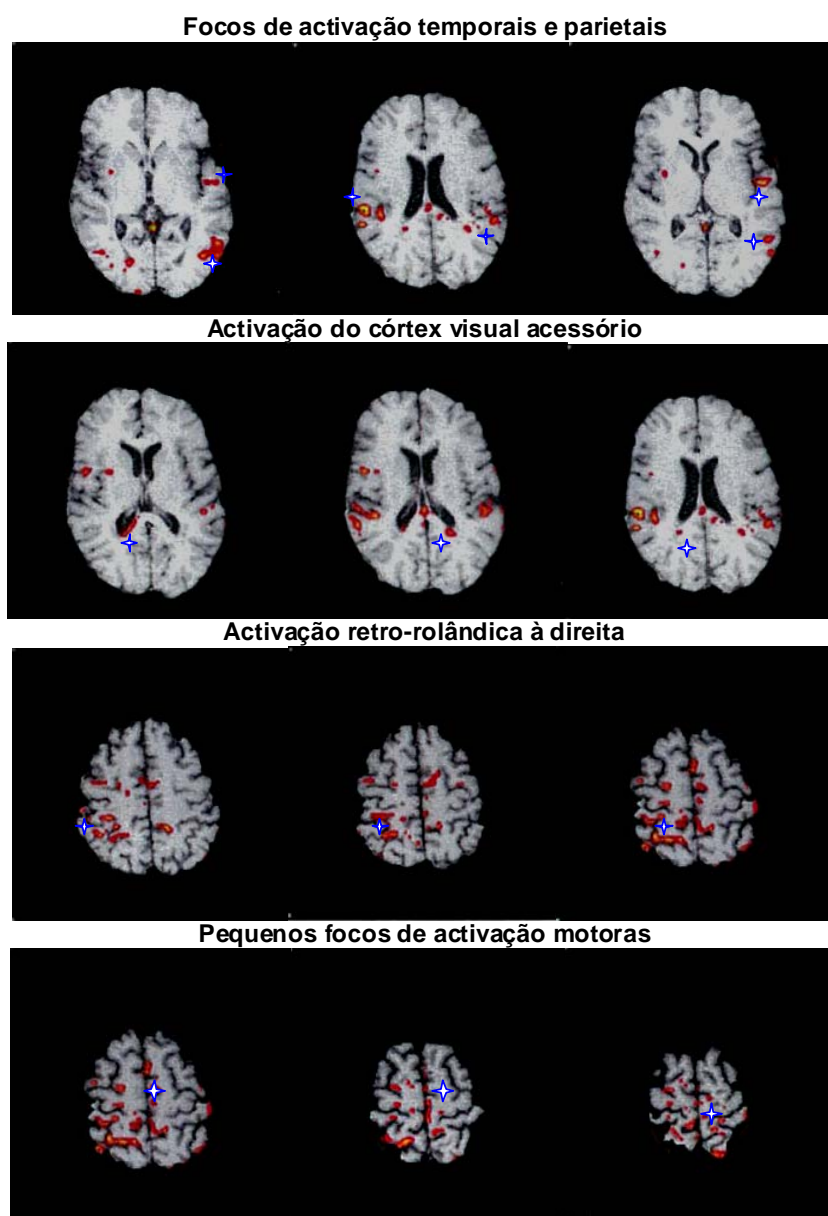 Focos de activação temporais e parietais
Activação do córtex visual acessório
Activação retro-rolândica à direita
Pequenos focos de activação motoras